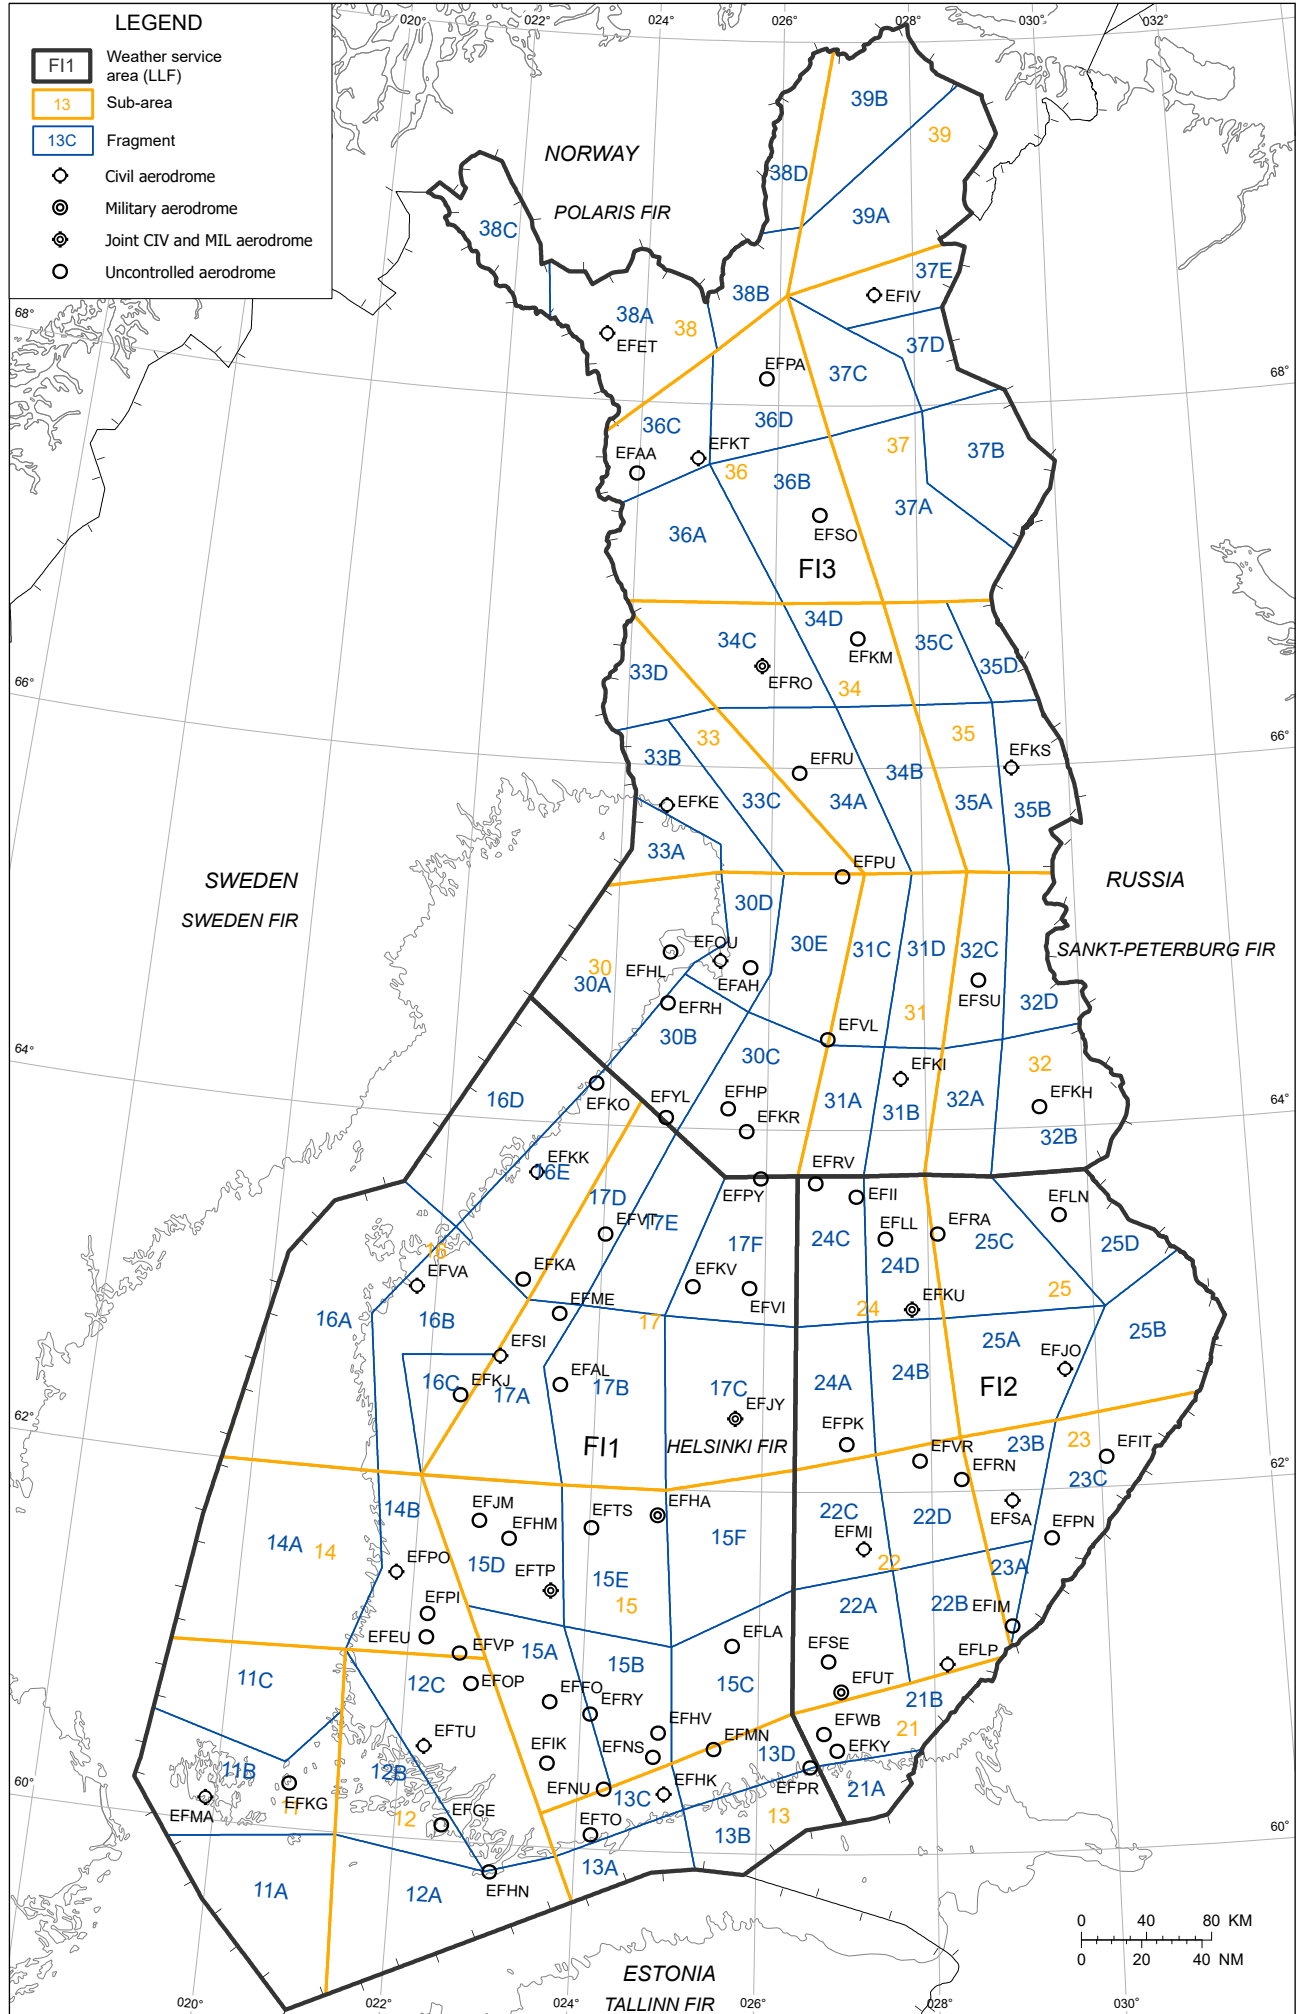 LEGEND
FI1 Weather service
area (LLF)
13 Sub-area
13C Fragment
Civil aerodrome
Military aerodrome
Joint CIV and MIL aerodrome
Uncontrolled aerodrome
020° 022° 024° 026° 028° 030° 032°
39B
39
NORWAY
38D
POLARIS FIR
39A
38C
37E
38B
EFIV
68°
38A
38
EFET
37D
EFPA
37C
68°
36D
36C
EFKT
37
37B
EFAA
36
36B
37A
EFSO
36A
FI3
34D
34C
35C
EFKM
35D
33D
EFRO
66°
34
33
35
66°
33B
EFRU
EFKS
34B
33C
34A
35A
35B
EFKE
33A
EFPU
SWEDEN
RUSSIA
30D
SWEDEN FIR
EFOU
30E
31C
31D
32C
SANKT-PETERBURG FIR
30
EFHL
30A
EFAH
EFSU
32D
EFRH
31
EFVL
30B
64°
30C
EFKI
32
16D
EFKO
EFYL
EFHP
31A
32A
EFKH
31B
EFKR
64°
32B
EFKK
16E
EFRV
EFPY
17D
EFII
EFLN
EFVT
17E
17F
24C
EFLL
EFRA
25C
25D
16
24D
EFKA
EFKV
EFVA
EFVI
EFKU
25
EFME
24
16A
16B
17
25B
EFSI
25A
EFJO
24B
16C
EFKJ
EFAL
17A
17B
17C
24A
FI2
EFJY
62°
FI1
HELSINKI FIR
EFPK
23B
23
EFVR
EFIT
62°
EFRN
23C
14B
EFJM
EFTS
EFHA
22C
22D
EFSA
14A
14
EFHM
15F
EFMI
EFPN
EFPO
15D
22
EFTP
15E
23A
EFPI
15
22A
22B
EFIM
EFEU
EFVP
15A
EFLA
EFSE
15B
EFLP
11C
12C
EFOP
15C
EFUT
EFFO
EFRY
21B
EFTU
EFHV
EFWB
21
EFIK
EFNS
EFMN
EFKY
60°
11B
12B
13D
EFPR
21A
EFMA
EFKG
11
EFNU
13C
EFHK
12
EFGE
EFTO
13
60°
13B
13A
11A
12A
EFHN
0 40 80 KM
0 20 40 NM
ESTONIA
TALLINN FIR
020° 022° 024° 026° 028° 030°